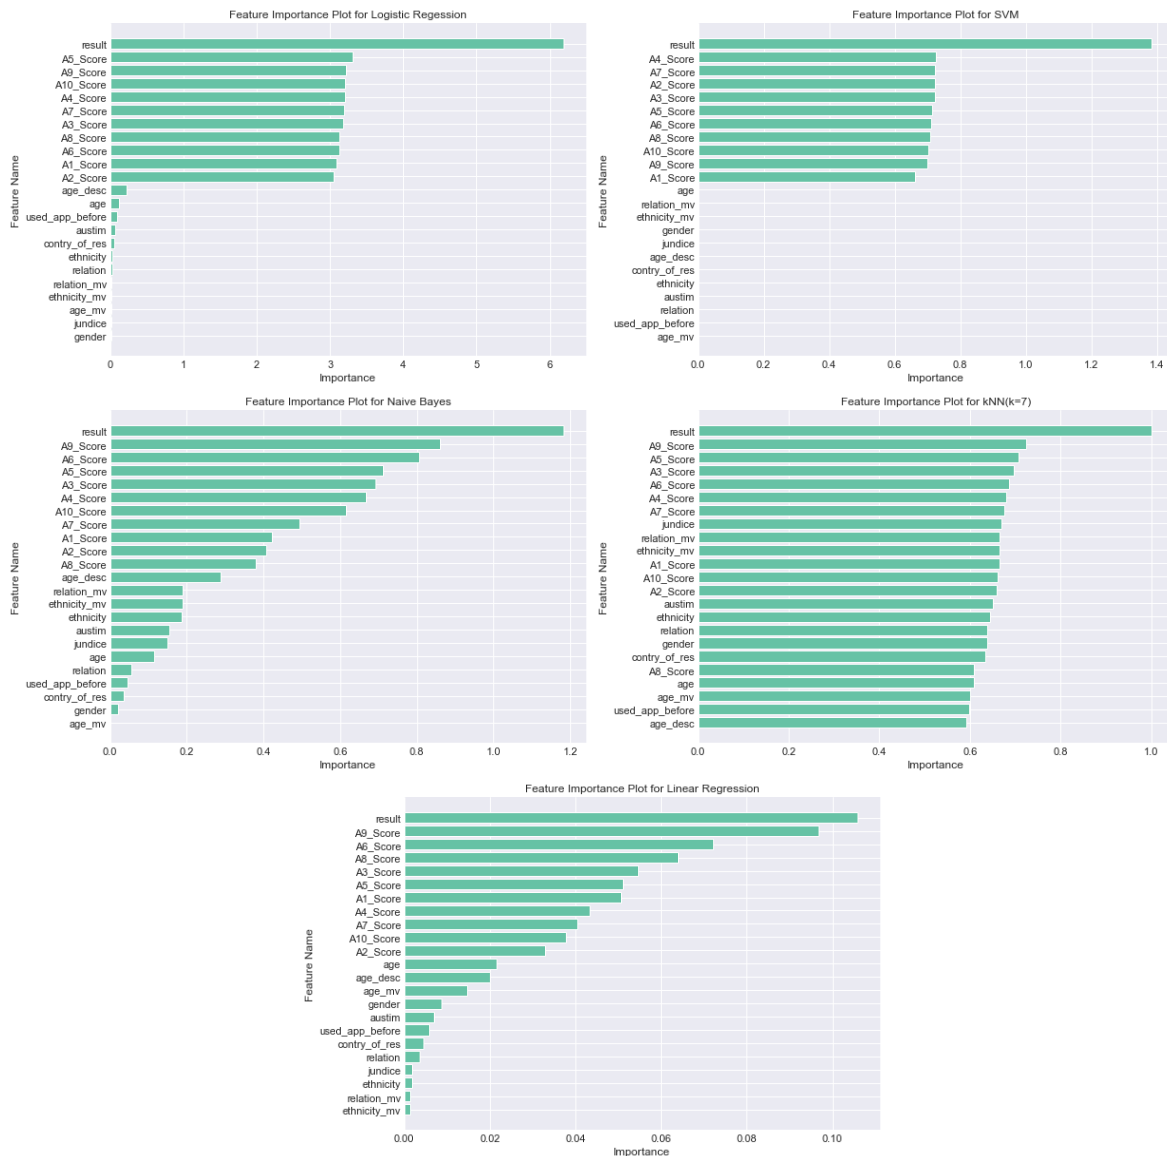 Feature Importance Plot for Logistic Regression
Feature Name
result
A5_Score
A9_Score
A10_Score
A4_Score
A7_Score
A3_Score
A8_Score
A6_Score
A1_Score
A2_Score
age_desc
age
used_app_before
austim
contry_of_res
ethnicity
relation
relation_mv
ethnicity_mv
age_mv
jundice
gender
0 1 2 3 4 5 6
Importance
Feature Importance Plot for SVM
Feature Name
result
A4_Score
A7_Score
A2_Score
A3_Score
A5_Score
A6_Score
A8_Score
A10_Score
A9_Score
A1_Score
age
relation_mv
ethnicity_mv
gender
jundice
age_desc
contry_of_res
ethnicity
austim
relation
used_app_before
age_mv
0.0 0.2 0.4 0.6 0.8 1.0 1.2 1.4
Importance
Feature Importance Plot for Naive Bayes
Feature Name
result
A9_Score
A6_Score
A5_Score
A3_Score
A4_Score
A10_Score
A7_Score
A1_Score
A2_Score
A8_Score
age_desc
relation_mv
ethnicity_mv
ethnicity
austim
jundice
age
relation
used_app_before
contry_of_res
gender
age_mv
0.0 0.2 0.4 0.6 0.8 1.0 1.2
Importance
Feature Importance Plot for kNN(k=7)
Feature Name
result
A9_Score
A5_Score
A3_Score
A6_Score
A4_Score
A7_Score
jundice
relation_mv
ethnicity_mv
A1_Score
A10_Score
A2_Score
austim
ethnicity
relation
gender
contry_of_res
A8_Score
age
age_mv
used_app_before
age_desc
0.0 0.2 0.4 0.6 0.8 1.0
Importance
Feature Importance Plot for Linear Regression
Feature Name
result
A9_Score
A6_Score
A8_Score
A3_Score
A5_Score
A1_Score
A4_Score
A7_Score
A10_Score
A2_Score
age
age_desc
age_mv
gender
austim
used_app_before
contry_of_res
relation
jundice
ethnicity
relation_mv
ethnicity_mv
0.00 0.02 0.04 0.06 0.08 0.10
Importance